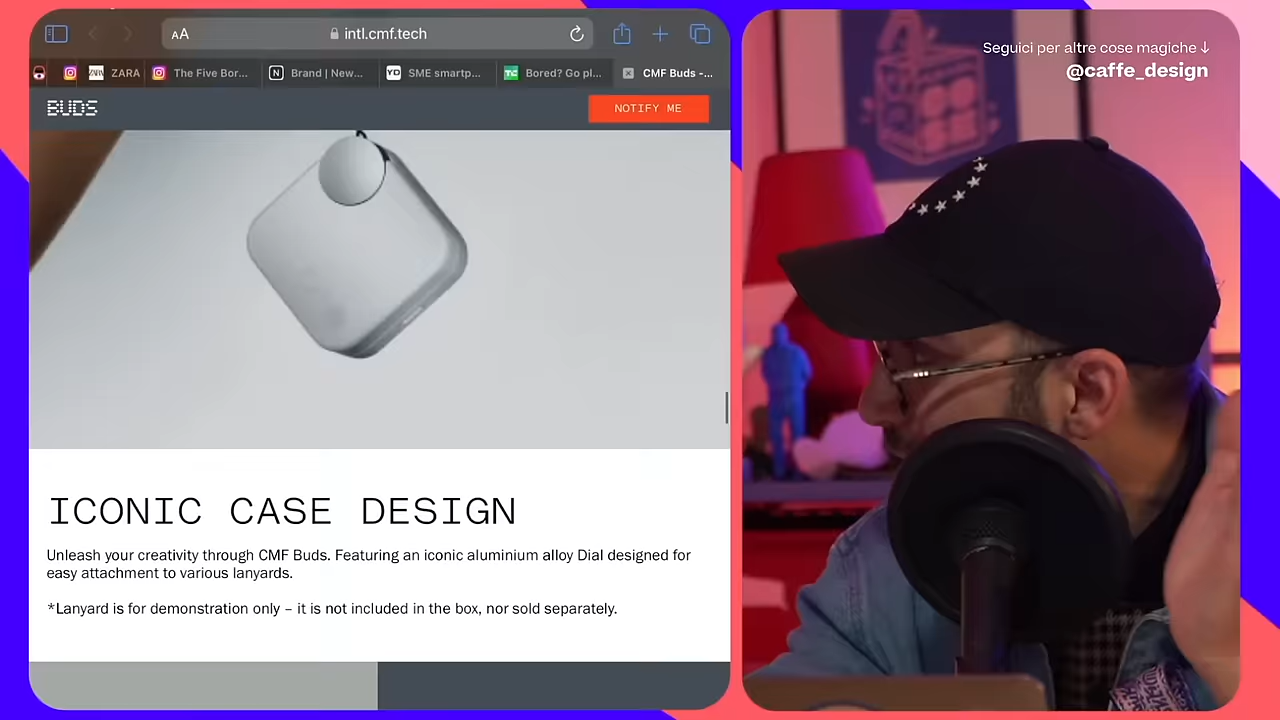 AA
intl.cmf.tech
ZARA
ZARA
The Five Bor...
N
Brand | New...
YD
SME smartp...
TC
Bored? Go pl...
CMF Buds -...
BUDS
NOTIFY ME
ICONIC CASE DESIGN
Unleash your creativity through CMF Buds. Featuring an iconic aluminium alloy Dial designed for
easy attachment to various lanyards.
*Lanyard is for demonstration only – it is not included in the box, nor sold separately.
Seguici per altre cose magiche ↓
@caffe_design